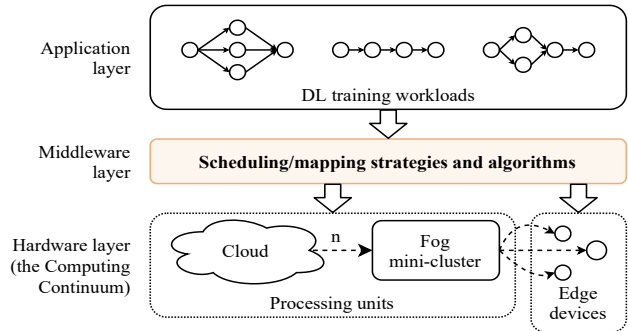 Application
layer
DL training workloads
Middleware
layer
Scheduling/mapping strategies and algorithms
Hardware layer
(the Computing
Continuum)
Cloud
n
Fog
mini-cluster
Processing units
Edge
devices